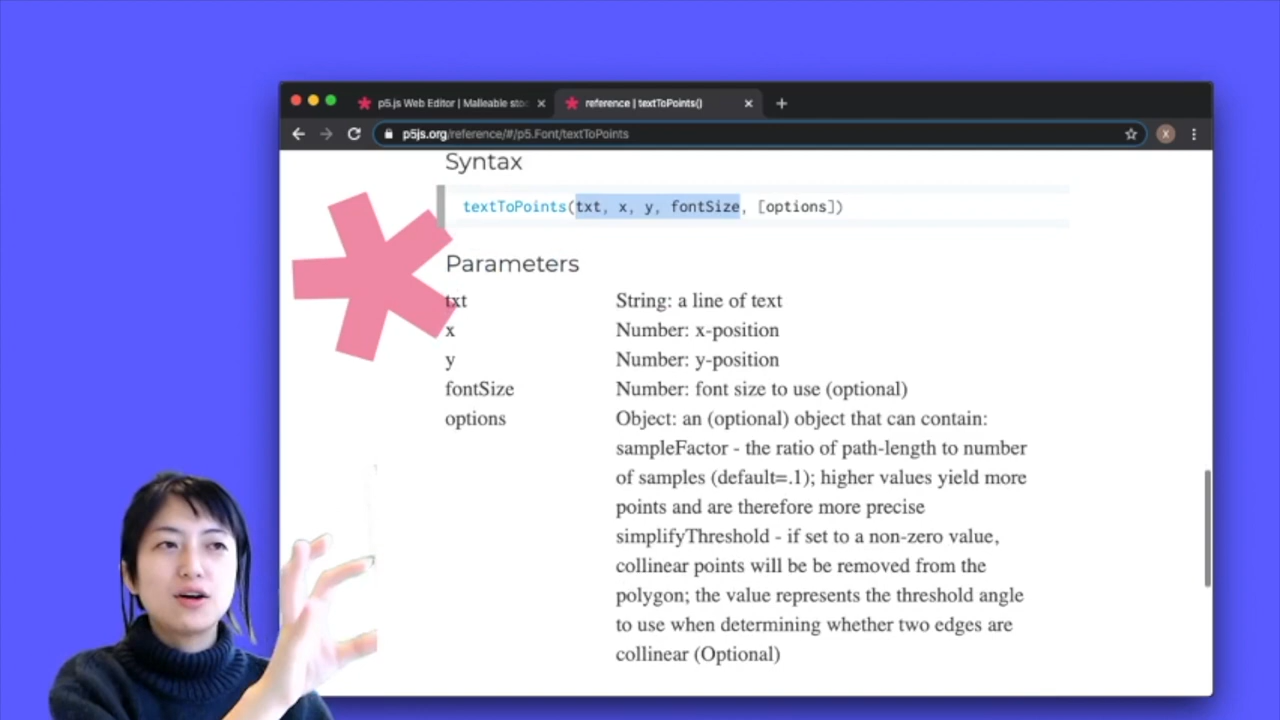 p5.js Web Editor | Malleable sto
reference | textToPoints()
p5js.org/reference/#/p5.Font/textToPoints
X
Syntax
textToPoints(txt, x, y, fontSize, [options])
Parameters
txt String: a line of text
x Number: x-position
y Number: y-position
fontSize Number: font size to use (optional)
options Object: an (optional) object that can contain:
sampleFactor - the ratio of path-length to number
of samples (default=.1); higher values yield more
points and are therefore more precise
simplifyThreshold - if set to a non-zero value,
collinear points will be be removed from the
polygon; the value represents the threshold angle
to use when determining whether two edges are
collinear (Optional)